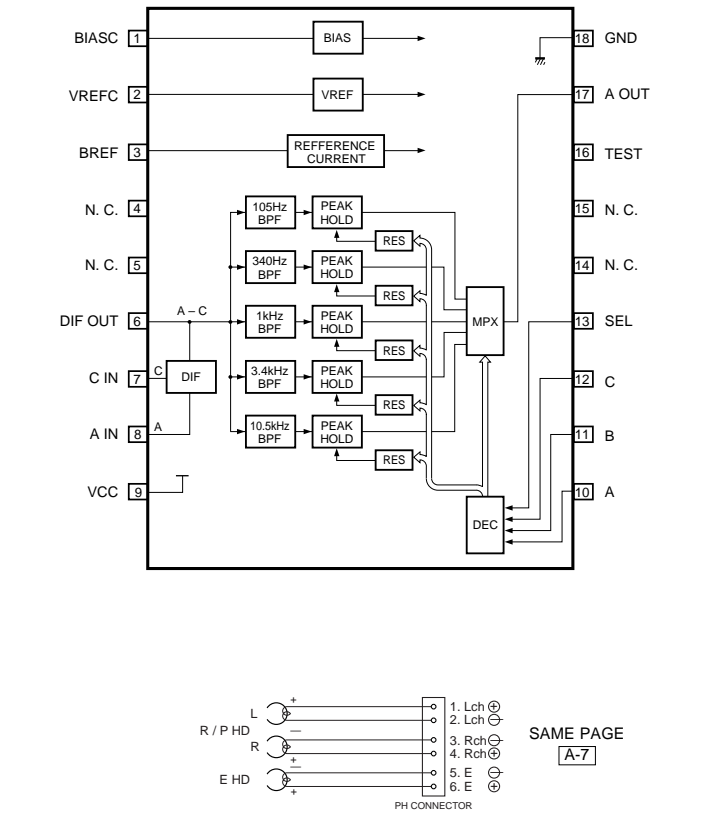 BIASC 1 BIAS 18 GND
VREFC 2 VREF 17 A OUT
BREF 3 REFFERENCE CURRENT 16 TEST
N. C. 4 105Hz BPF PEAK HOLD 15 N. C.
RES
N. C. 5 340Hz BPF PEAK HOLD 14 N. C.
RES
DIF OUT 6 A – C 1kHz BPF PEAK HOLD MPX 13 SEL
RES
C IN 7 C DIF 3.4kHz BPF PEAK HOLD 12 C
RES
A IN 8 A 10.5kHz BPF PEAK HOLD 11 B
RES
VCC 9 10 A
DEC
+
L 1. Lch +
2. Lch −
R / P HD — SAME PAGE
3. Rch −
R 4. Rch + A-7
+
—
E HD 5. E −
6. E +
+
PH CONNECTOR